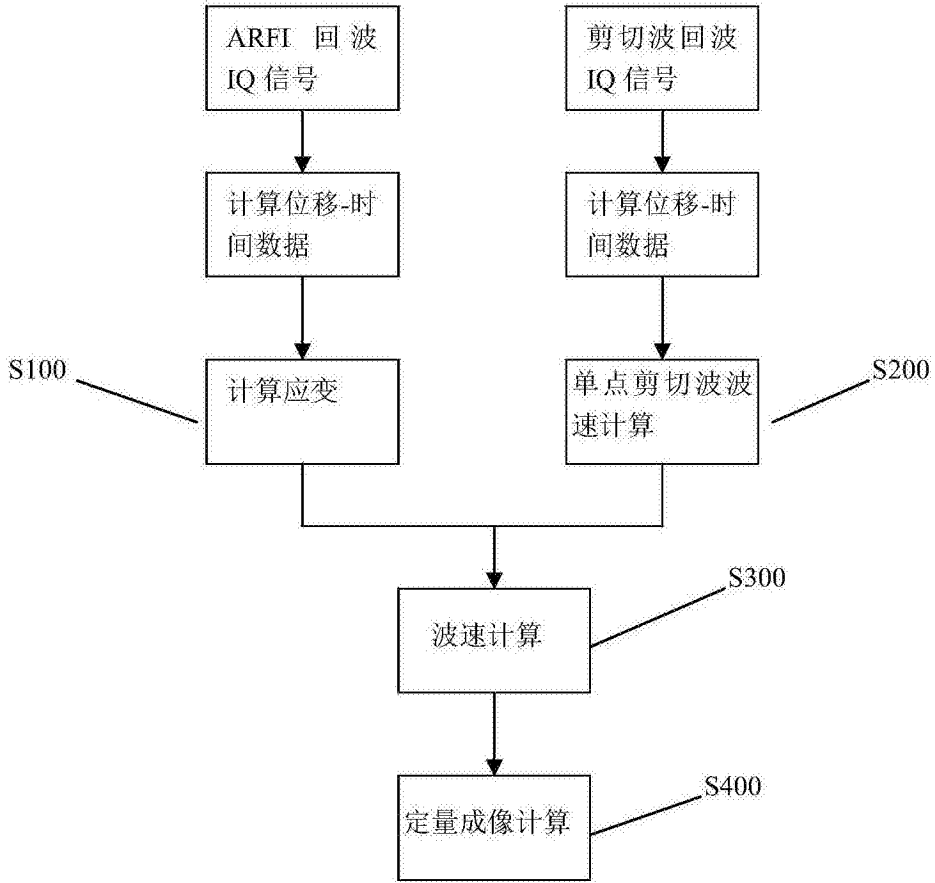 ARFI 回波
IQ 信号
剪切波回波
IQ 信号
计算位移-时
间数据
计算位移-时
间数据
S100
计算应变
单点剪切波波
速计算
S200
S300
波速计算
S400
定量成像计算